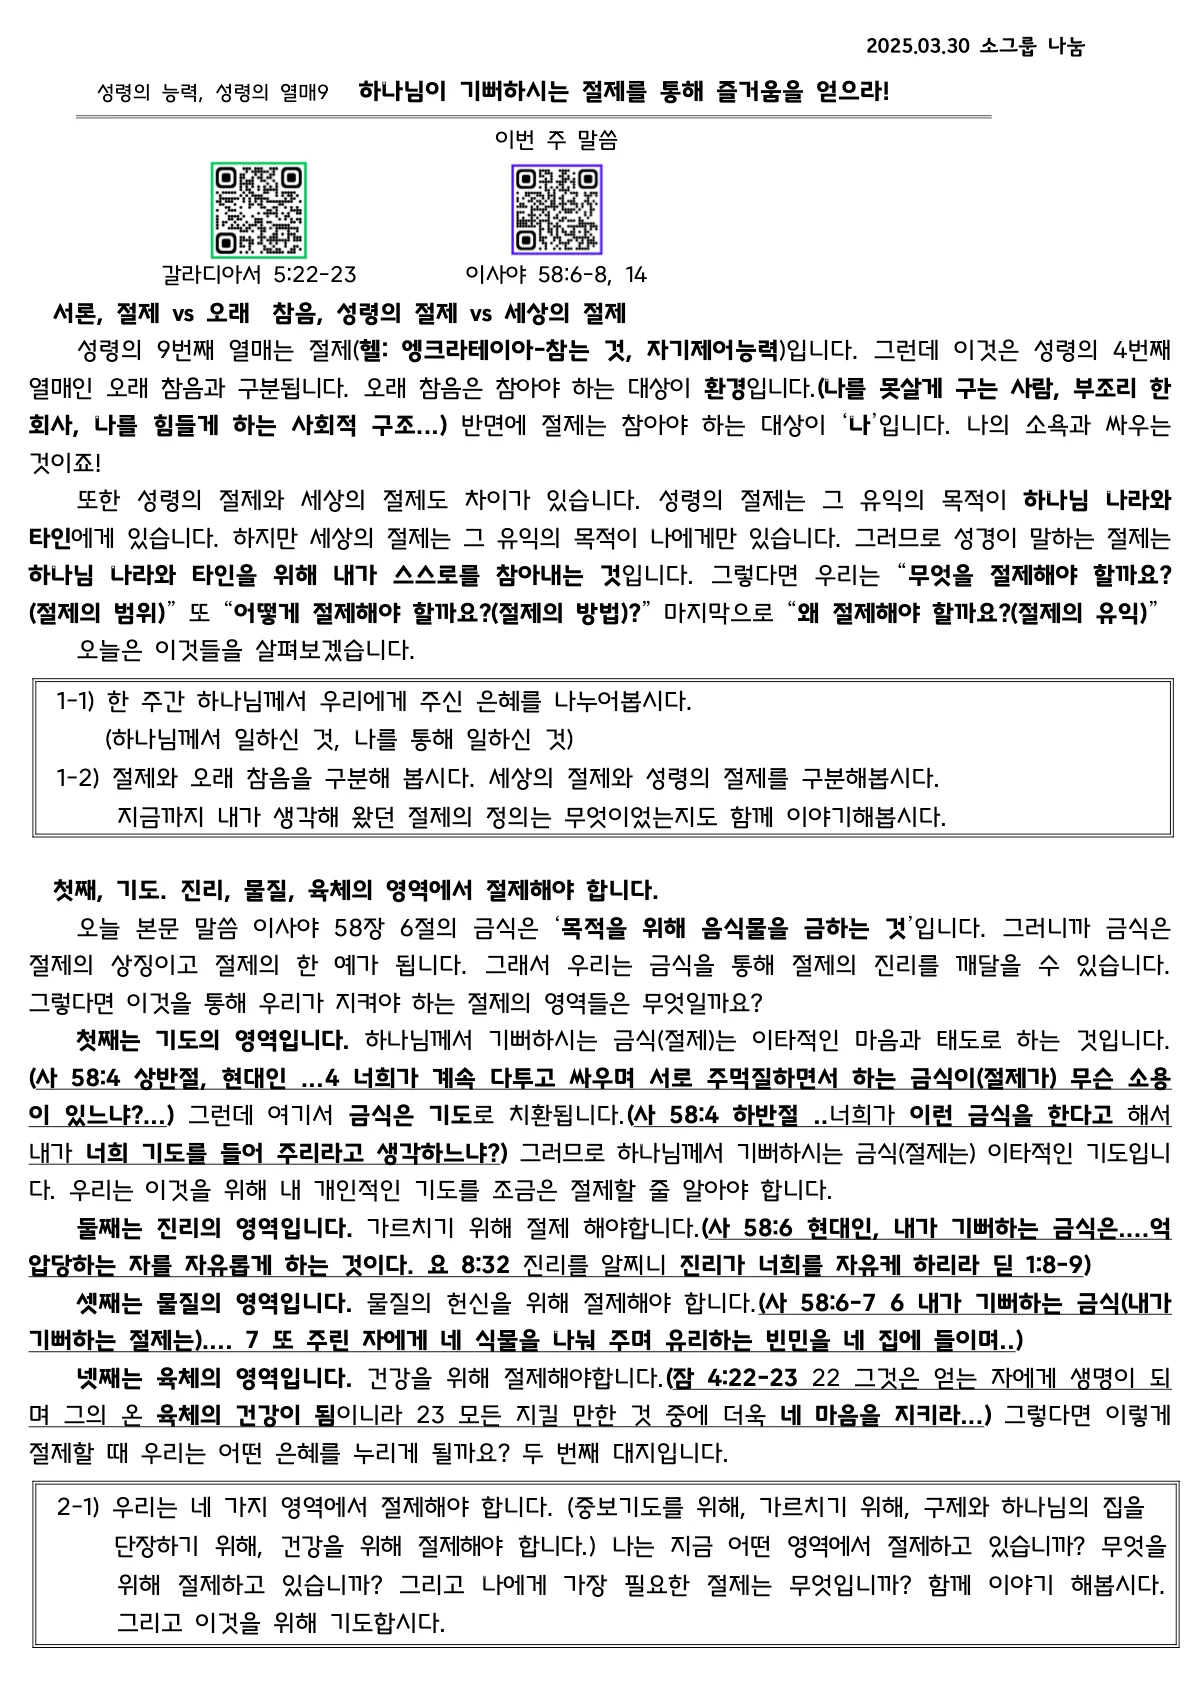 2025.03.30 소그룹 나눔
성령의 능력, 성령의 열매9 하나님이 기뻐하시는 절제를 통해 즐거움을 얻으라!
이번 주 말씀
갈라디아서 5:22-23 이사야 58:6-8, 14
서론, 절제 vs 오래 참음, 성령의 절제 vs 세상의 절제
성령의 9번째 열매는 절제(헬: 엥크라테이아-참는 것, 자기제어능력)입니다. 그런데 이것은 성령의 4번째
열매인 오래 참음과 구분됩니다. 오래 참음은 참아야 하는 대상이 환경입니다.(나를 못살게 구는 사람, 부조리 한
회사, 나를 힘들게 하는 사회적 구조...) 반면에 절제는 참아야 하는 대상이 ‘나’입니다. 나의 소욕과 싸우는
것이죠!
또한 성령의 절제와 세상의 절제도 차이가 있습니다. 성령의 절제는 그 유익의 목적이 하나님 나라와
타인에게 있습니다. 하지만 세상의 절제는 그 유익의 목적이 나에게만 있습니다. 그러므로 성경이 말하는 절제는
하나님 나라와 타인을 위해 내가 스스로를 참아내는 것입니다. 그렇다면 우리는 “무엇을 절제해야 할까요?
(절제의 범위)” 또 “어떻게 절제해야 할까요?(절제의 방법)?” 마지막으로 “왜 절제해야 할까요?(절제의 유익)”
오늘은 이것들을 살펴보겠습니다.
1-1) 한 주간 하나님께서 우리에게 주신 은혜를 나누어봅시다.
(하나님께서 일하신 것, 나를 통해 일하신 것)
1-2) 절제와 오래 참음을 구분해 봅시다. 세상의 절제와 성령의 절제를 구분해봅시다.
지금까지 내가 생각해 왔던 절제의 정의는 무엇이었는지도 함께 이야기해봅시다.
첫째, 기도. 진리, 물질, 육체의 영역에서 절제해야 합니다.
오늘 본문 말씀 이사야 58장 6절의 금식은 ‘목적을 위해 음식물을 금하는 것’입니다. 그러니까 금식은
절제의 상징이고 절제의 한 예가 됩니다. 그래서 우리는 금식을 통해 절제의 진리를 깨달을 수 있습니다.
그렇다면 이것을 통해 우리가 지켜야 하는 절제의 영역들은 무엇일까요?
첫째는 기도의 영역입니다. 하나님께서 기뻐하시는 금식(절제)는 이타적인 마음과 태도로 하는 것입니다.
(사 58:4 상반절, 현대인 ...4 너희가 계속 다투고 싸우며 서로 주먹질하면서 하는 금식이(절제가) 무슨 소용
이 있느냐?...) 그런데 여기서 금식은 기도로 치환됩니다.(사 58:4 하반절 ..너희가 이런 금식을 한다고 해서
내가 너희 기도를 들어 주리라고 생각하느냐?) 그러므로 하나님께서 기뻐하시는 금식(절제는) 이타적인 기도입니
다. 우리는 이것을 위해 내 개인적인 기도를 조금은 절제할 줄 알아야 합니다.
둘째는 진리의 영역입니다. 가르치기 위해 절제 해야합니다.(사 58:6 현대인, 내가 기뻐하는 금식은....억
압당하는 자를 자유롭게 하는 것이다. 요 8:32 진리를 알찌니 진리가 너희를 자유케 하리라 딛 1:8-9)
셋째는 물질의 영역입니다. 물질의 헌신을 위해 절제해야 합니다.(사 58:6-7 6 내가 기뻐하는 금식(내가
기뻐하는 절제는).... 7 또 주린 자에게 네 식물을 나눠 주며 유리하는 빈민을 네 집에 들이며..)
넷째는 육체의 영역입니다. 건강을 위해 절제해야합니다.(잠 4:22-23 22 그것은 얻는 자에게 생명이 되
며 그의 온 육체의 건강이 됨이니라 23 모든 지킬 만한 것 중에 더욱 네 마음을 지키라...) 그렇다면 이렇게
절제할 때 우리는 어떤 은혜를 누리게 될까요? 두 번째 대지입니다.
2-1) 우리는 네 가지 영역에서 절제해야 합니다. (중보기도를 위해, 가르치기 위해, 구제와 하나님의 집을
단장하기 위해, 건강을 위해 절제해야 합니다.) 나는 지금 어떤 영역에서 절제하고 있습니까? 무엇을
위해 절제하고 있습니까? 그리고 나에게 가장 필요한 절제는 무엇입니까? 함께 이야기 해봅시다.
그리고 이것을 위해 기도합시다.